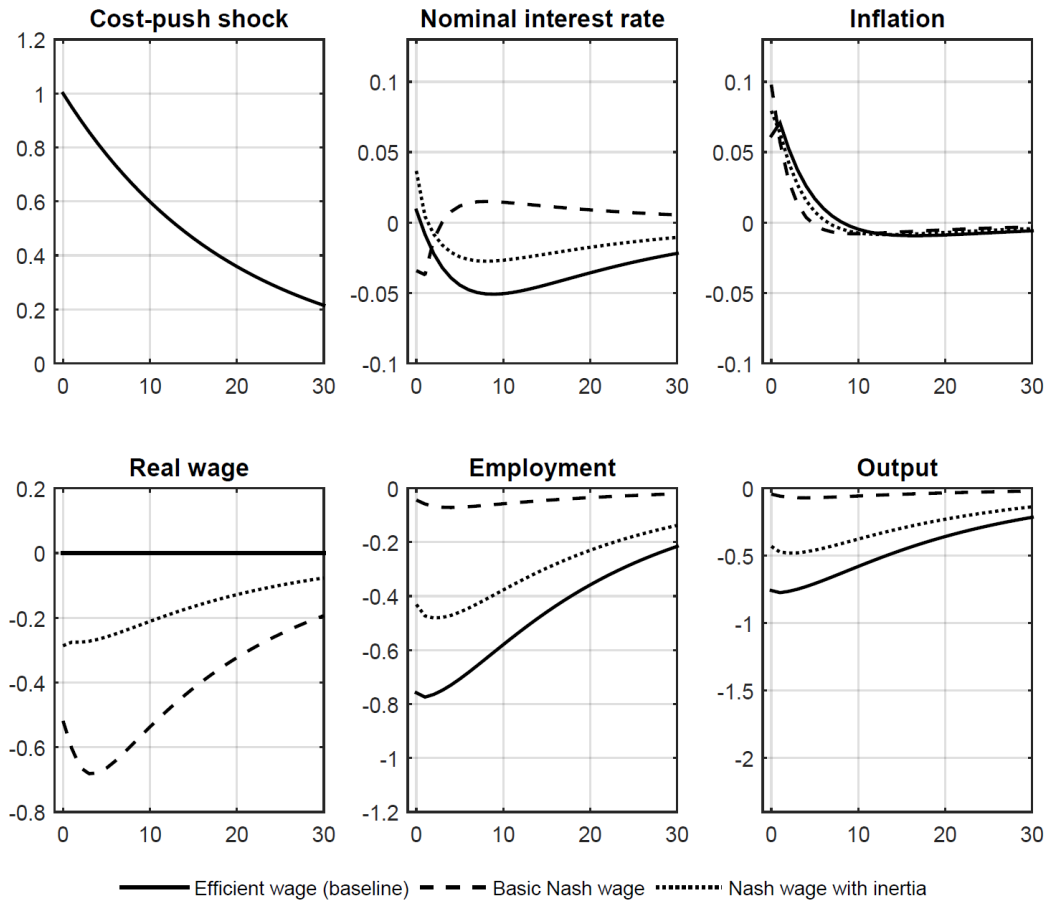 Cost-push shock
1.2
1
0.8
0.6
0.4
0.2
0
0 10 20 30
Nominal interest rate
0.1
0.05
0
-0.05
-0.1
0 10 20 30
Inflation
0.1
0.05
0
-0.05
-0.1
0 10 20 30
Real wage
0.2
0
-0.2
-0.4
-0.6
-0.8
0 10 20 30
Employment
0
-0.2
-0.4
-0.6
-0.8
-1
-1.2
0 10 20 30
Output
0
-0.5
-1
-1.5
-2
0 10 20 30
Efficient wage (baseline) Basic Nash wage Nash wage with inertia